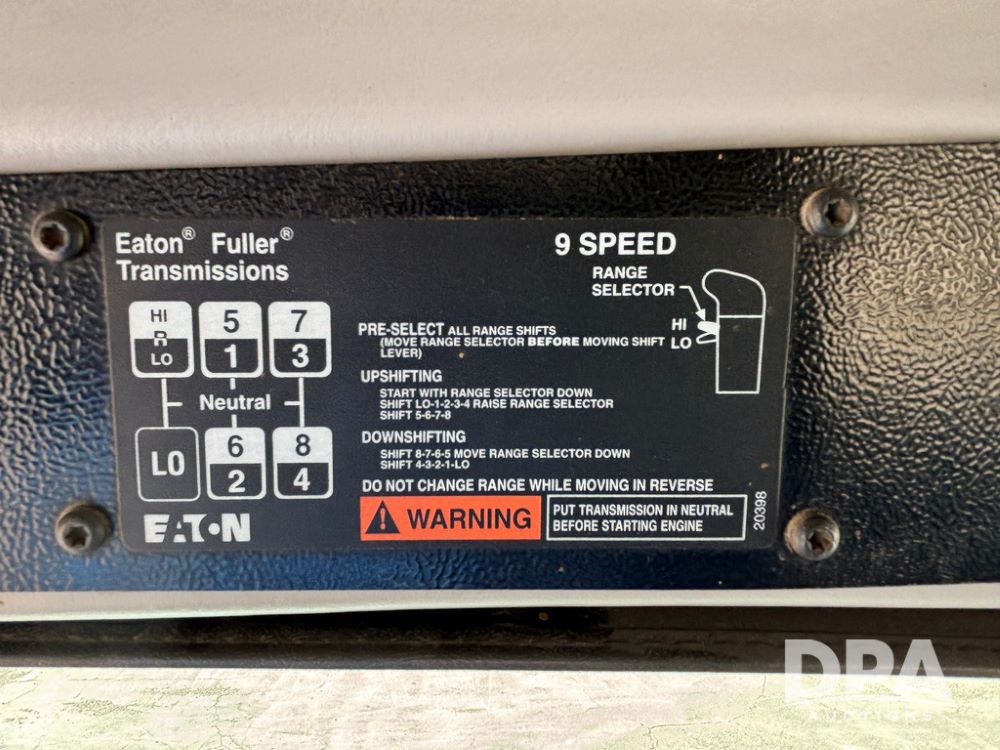 Eaton® Fuller®
Transmissions
9 SPEED
RANGE
SELECTOR
HI
LO
HI
R
LO
5
1
7
3
Neutral
LO
6
2
8
4
PRE-SELECT ALL RANGE SHIFTS
(MOVE RANGE SELECTOR BEFORE MOVING SHIFT
LEVER)
UPSHIFTING
START WITH RANGE SELECTOR DOWN
SHIFT LO-1-2-3-4 RAISE RANGE SELECTOR
SHIFT 5-6-7-8
DOWNSHIFTING
SHIFT 8-7-6-5 MOVE RANGE SELECTOR DOWN
SHIFT 4-3-2-1-LO
DO NOT CHANGE RANGE WHILE MOVING IN REVERSE
EATON
WARNING
PUT TRANSMISSION IN NEUTRAL
BEFORE STARTING ENGINE
20398
DPA
AUCTIONS